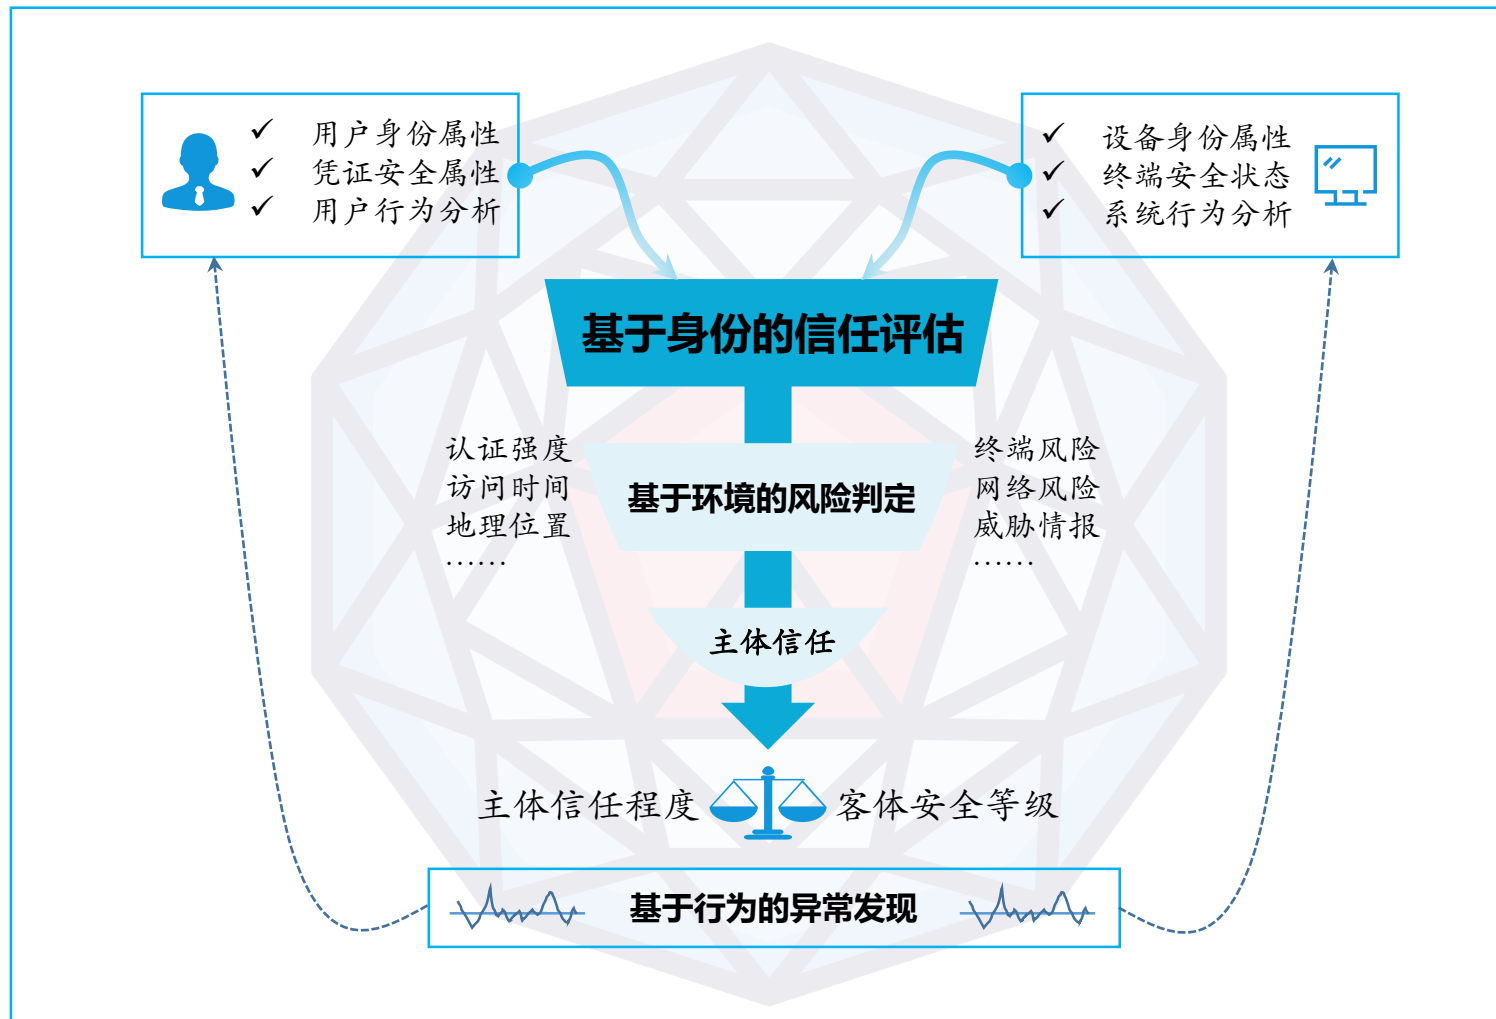 用户身份属性
凭证安全属性
用户行为分析
设备身份属性
终端安全状态
系统行为分析
基于身份的信任评估
认证强度
访问时间
地理位置
……
基于环境的风险判定
终端风险
网络风险
威胁情报
……
主体信任
主体信任程度
客体安全等级
基于行为的异常发现